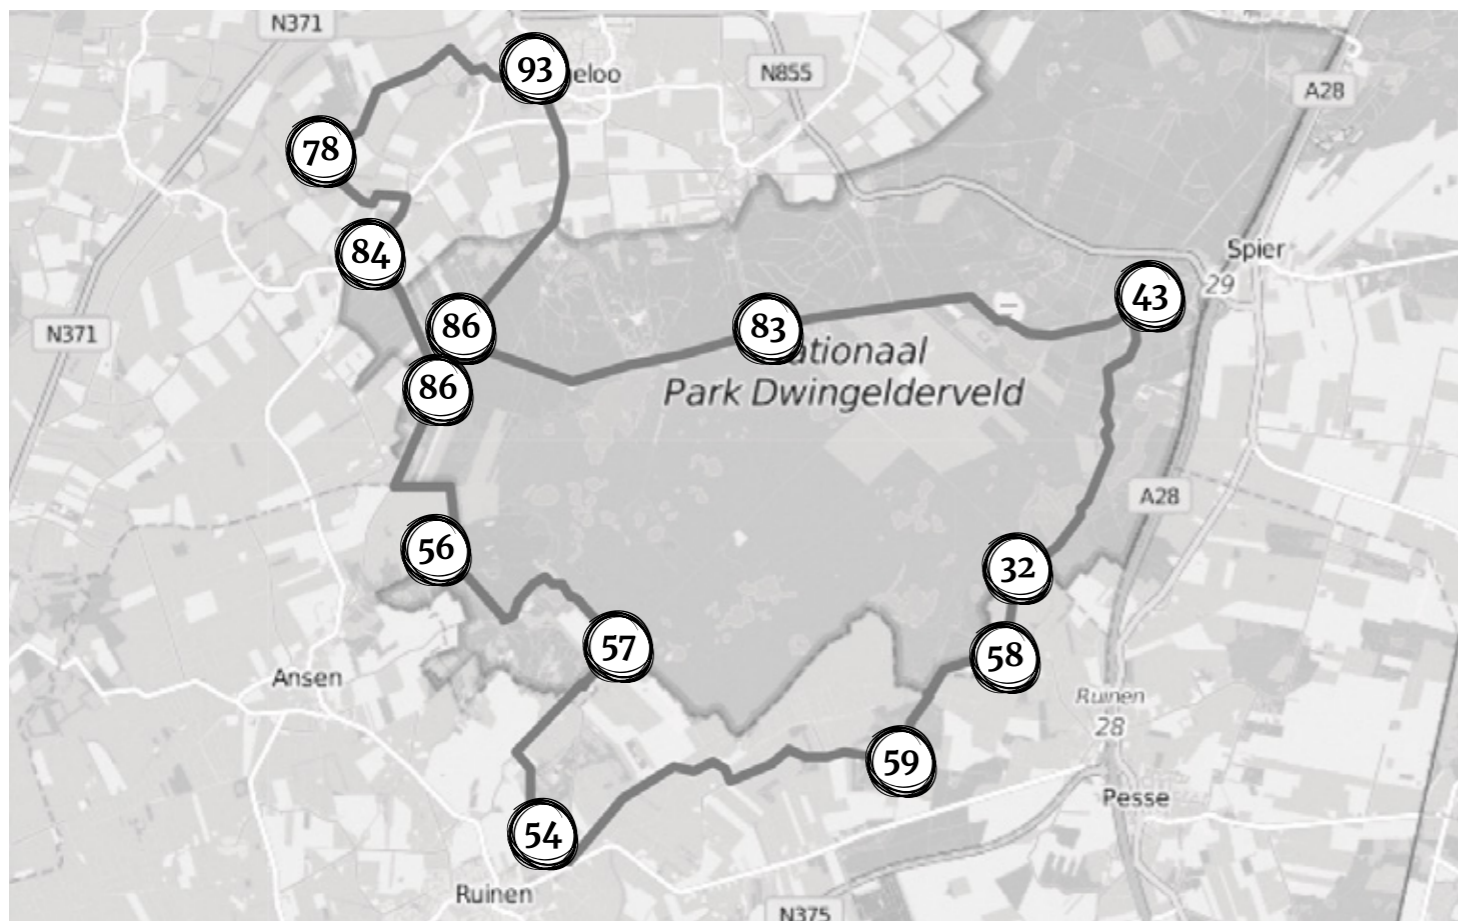 N371
93
eloo
N855
A28
78
84
Spier
29
43
86
83
N371
ationaal
Park Dwingelderveld
86
A28
56
32
57
58
Ansen
Ruinen
28
59
Pesse
54
Ruinen
N375